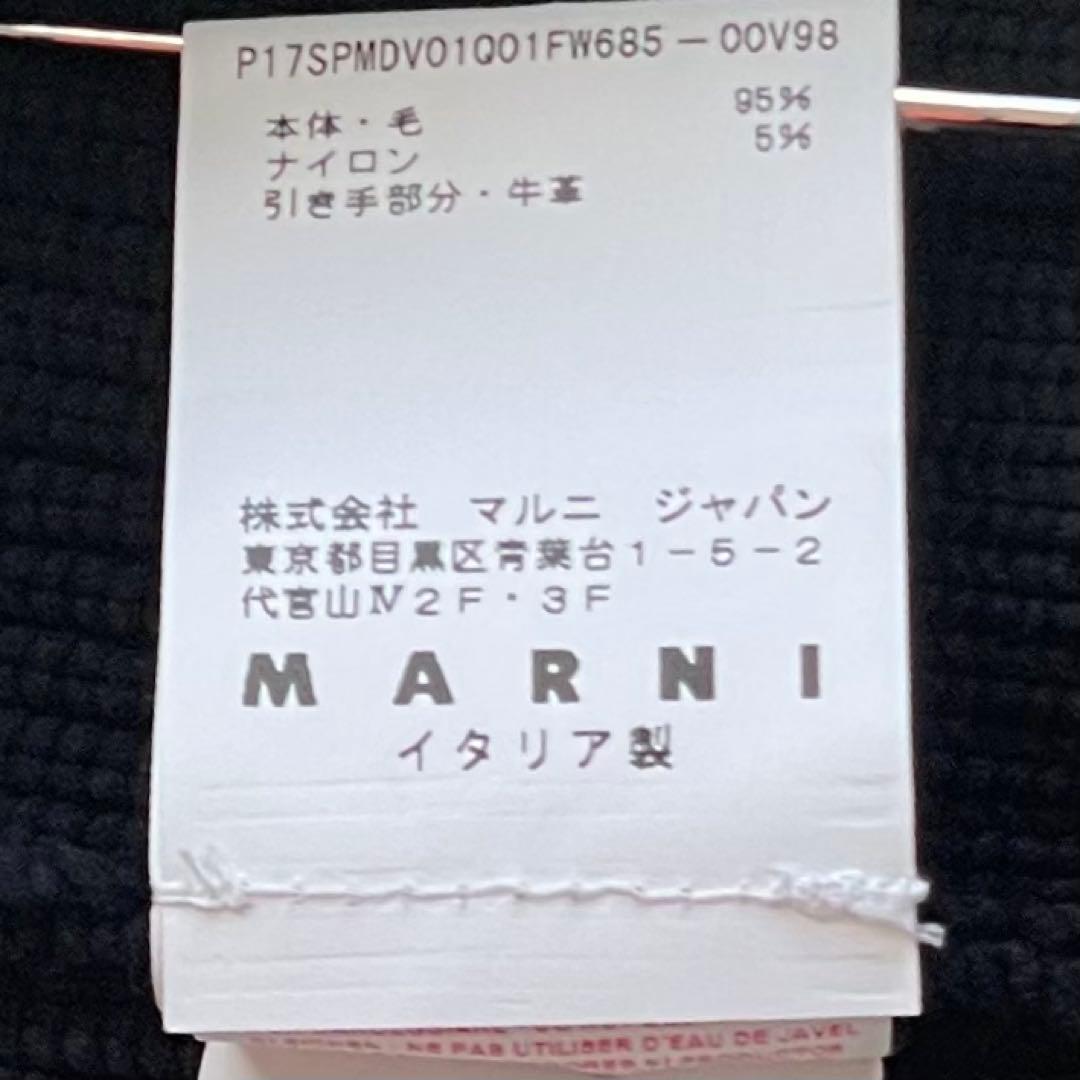 P17SPMDV01Q01FW685－00V98
本体・毛 95%
ナイロン 5%
引き手部分・牛革
株式会社　マルニ　ジャパン
東京都目黒区青葉台１－５－２
代官山Ⅳ２Ｆ・３Ｆ
MARNI
イタリア製
NE PAS UTILISER D'EAU DE JAVEL